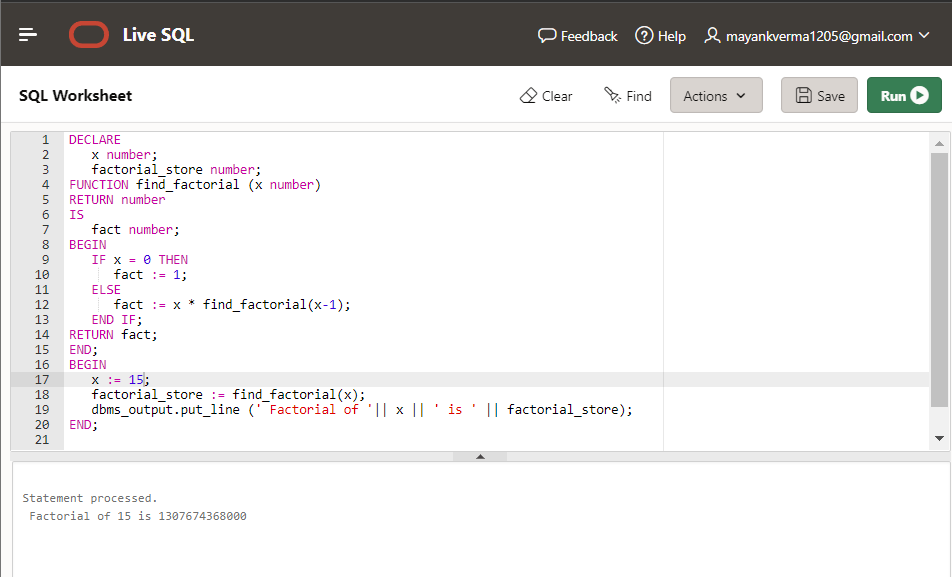 Live SQL
Feedback
Help
mayankverma1205@gmail.com
SQL Worksheet
Clear
Find
Actions
Save
Run
1 DECLARE
2 x number;
3 factorial_store number;
4 FUNCTION find_factorial (x number)
5 RETURN number
6 IS
7 fact number;
8 BEGIN
9 IF x = 0 THEN
10 fact := 1;
11 ELSE
12 fact := x * find_factorial(x-1);
13 END IF;
14 RETURN fact;
15 END;
16 BEGIN
17 x := 15;
18 factorial_store := find_factorial(x);
19 dbms_output.put_line (' Factorial of '|| x || ' is ' || factorial_store);
20 END;
21
Statement processed.
Factorial of 15 is 1307674368000